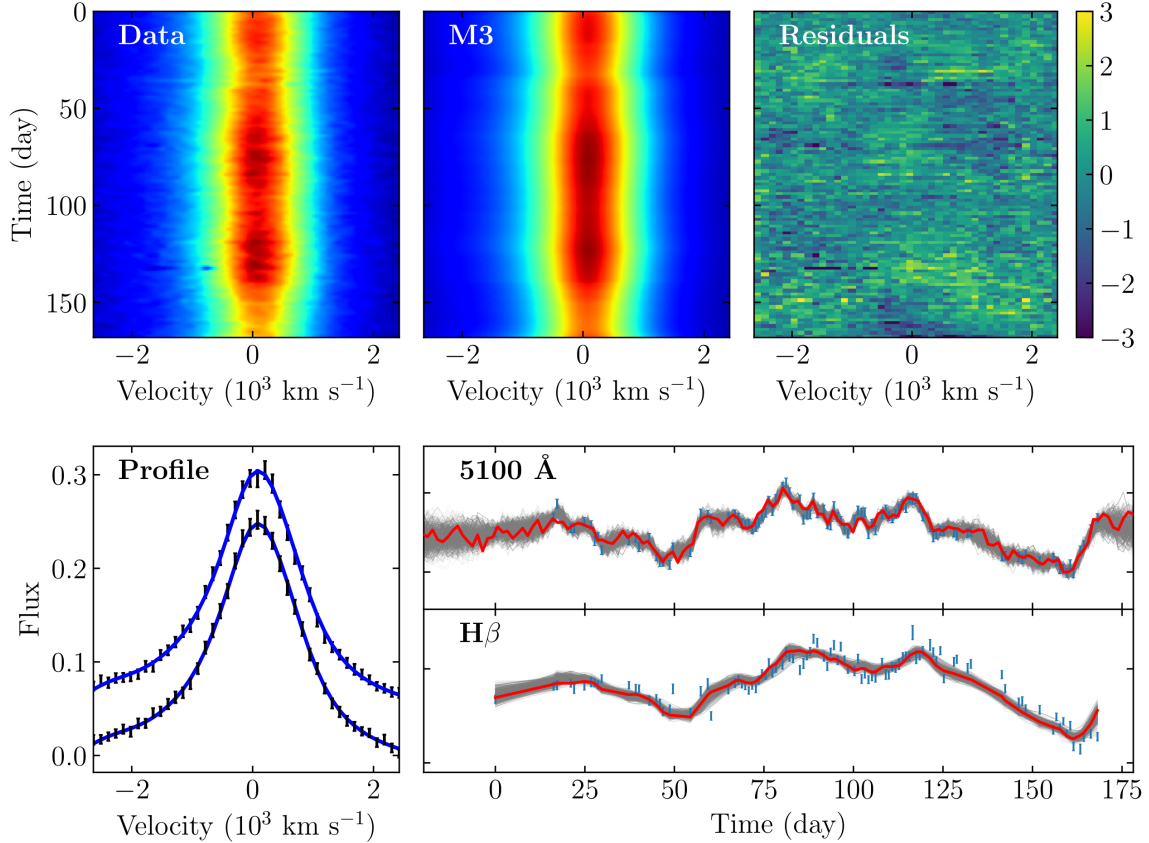 Data
M3
Residuals
0
50
100
150
Time (day)
−2 0 2
−2 0 2
−2 0 2
Velocity (10³ km s⁻¹)
Velocity (10³ km s⁻¹)
Velocity (10³ km s⁻¹)
3
2
1
0
−1
−2
−3
Profile
0.3
0.2
0.1
0.0
Flux
−2 0 2
Velocity (10³ km s⁻¹)
5100 Å
Hβ
0 25 50 75 100 125 150 175
Time (day)